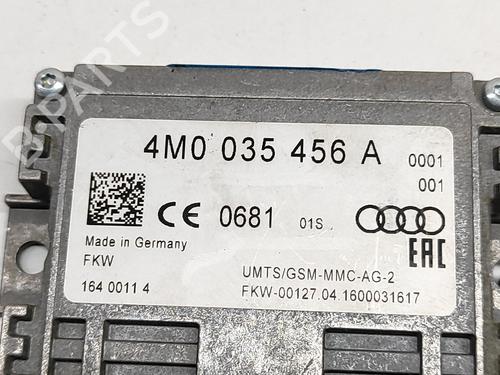 4M0 035 456 A 0001
001
CE 0681 01S
Made in Germany
FKW
EAC
UMTS/GSM-MMC-AG-2
164 0011 4
FKW-00127.04.1600031617
B-PARTS